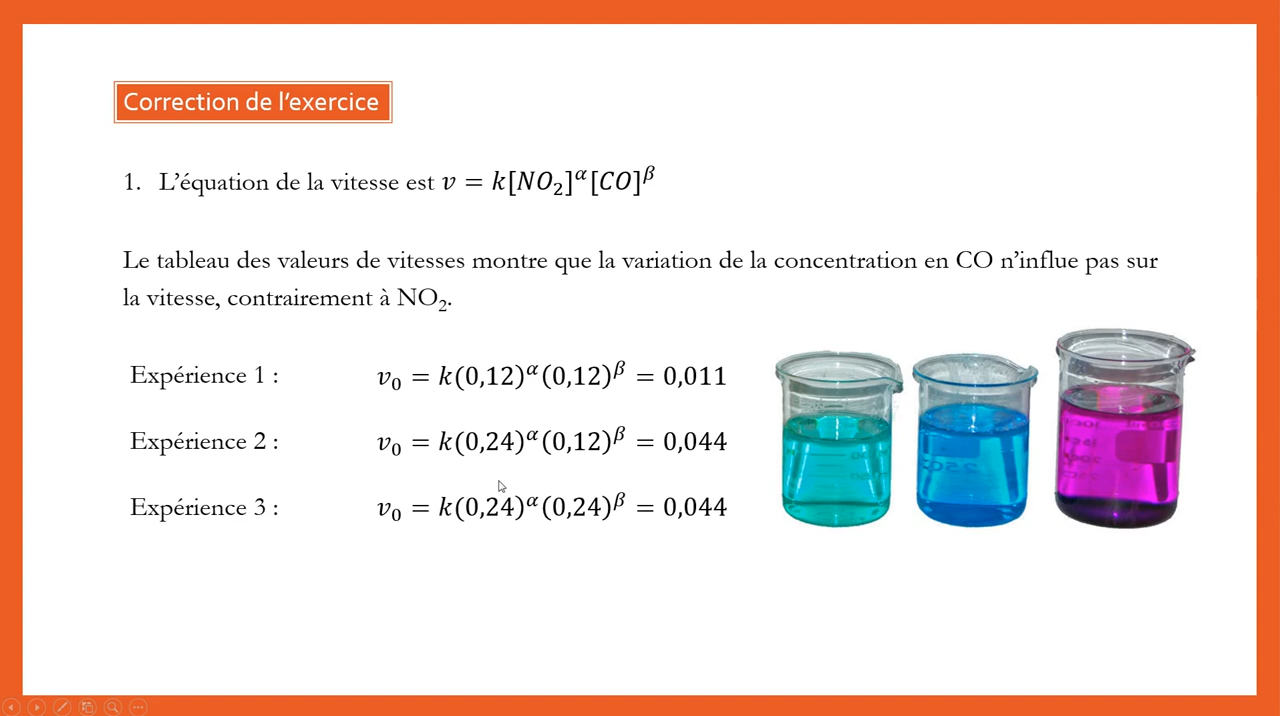 Correction de l'exercice
1. L'équation de la vitesse est v = k[NO₂]^α[CO]^β
Le tableau des valeurs de vitesses montre que la variation de la concentration en CO n'influe pas sur
la vitesse, contrairement à NO₂.
Expérience 1 : v₀ = k(0,12)^α(0,12)^β = 0,011
Expérience 2 : v₀ = k(0,24)^α(0,12)^β = 0,044
Expérience 3 : v₀ = k(0,24)^α(0,24)^β = 0,044